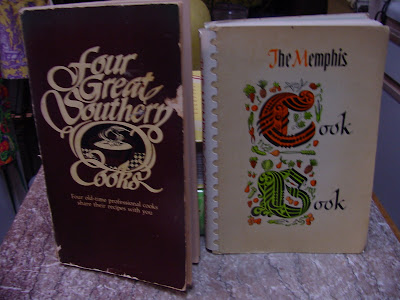 Four
Great
Southern
Cooks
Four old-time professional cooks
share their recipes with you
The Memphis
Cook
Book